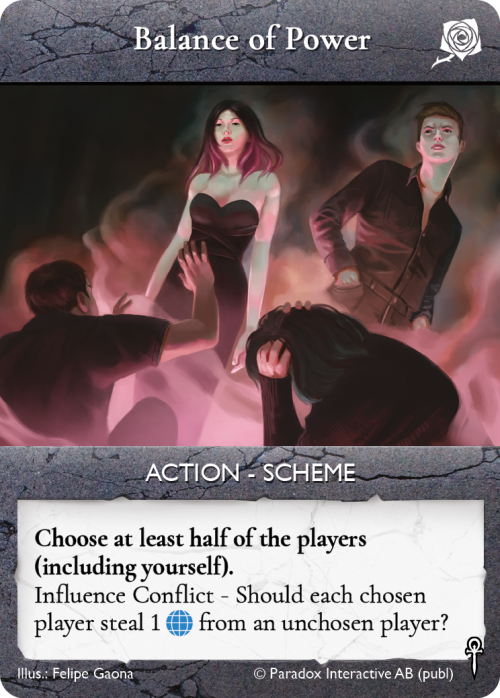 Balance of Power
ACTION - SCHEME
Choose at least half of the players
(including yourself).
Influence Conflict - Should each chosen
player steal 1 from an unchosen player?
Illus.: Felipe Gaona © Paradox Interactive AB (publ)